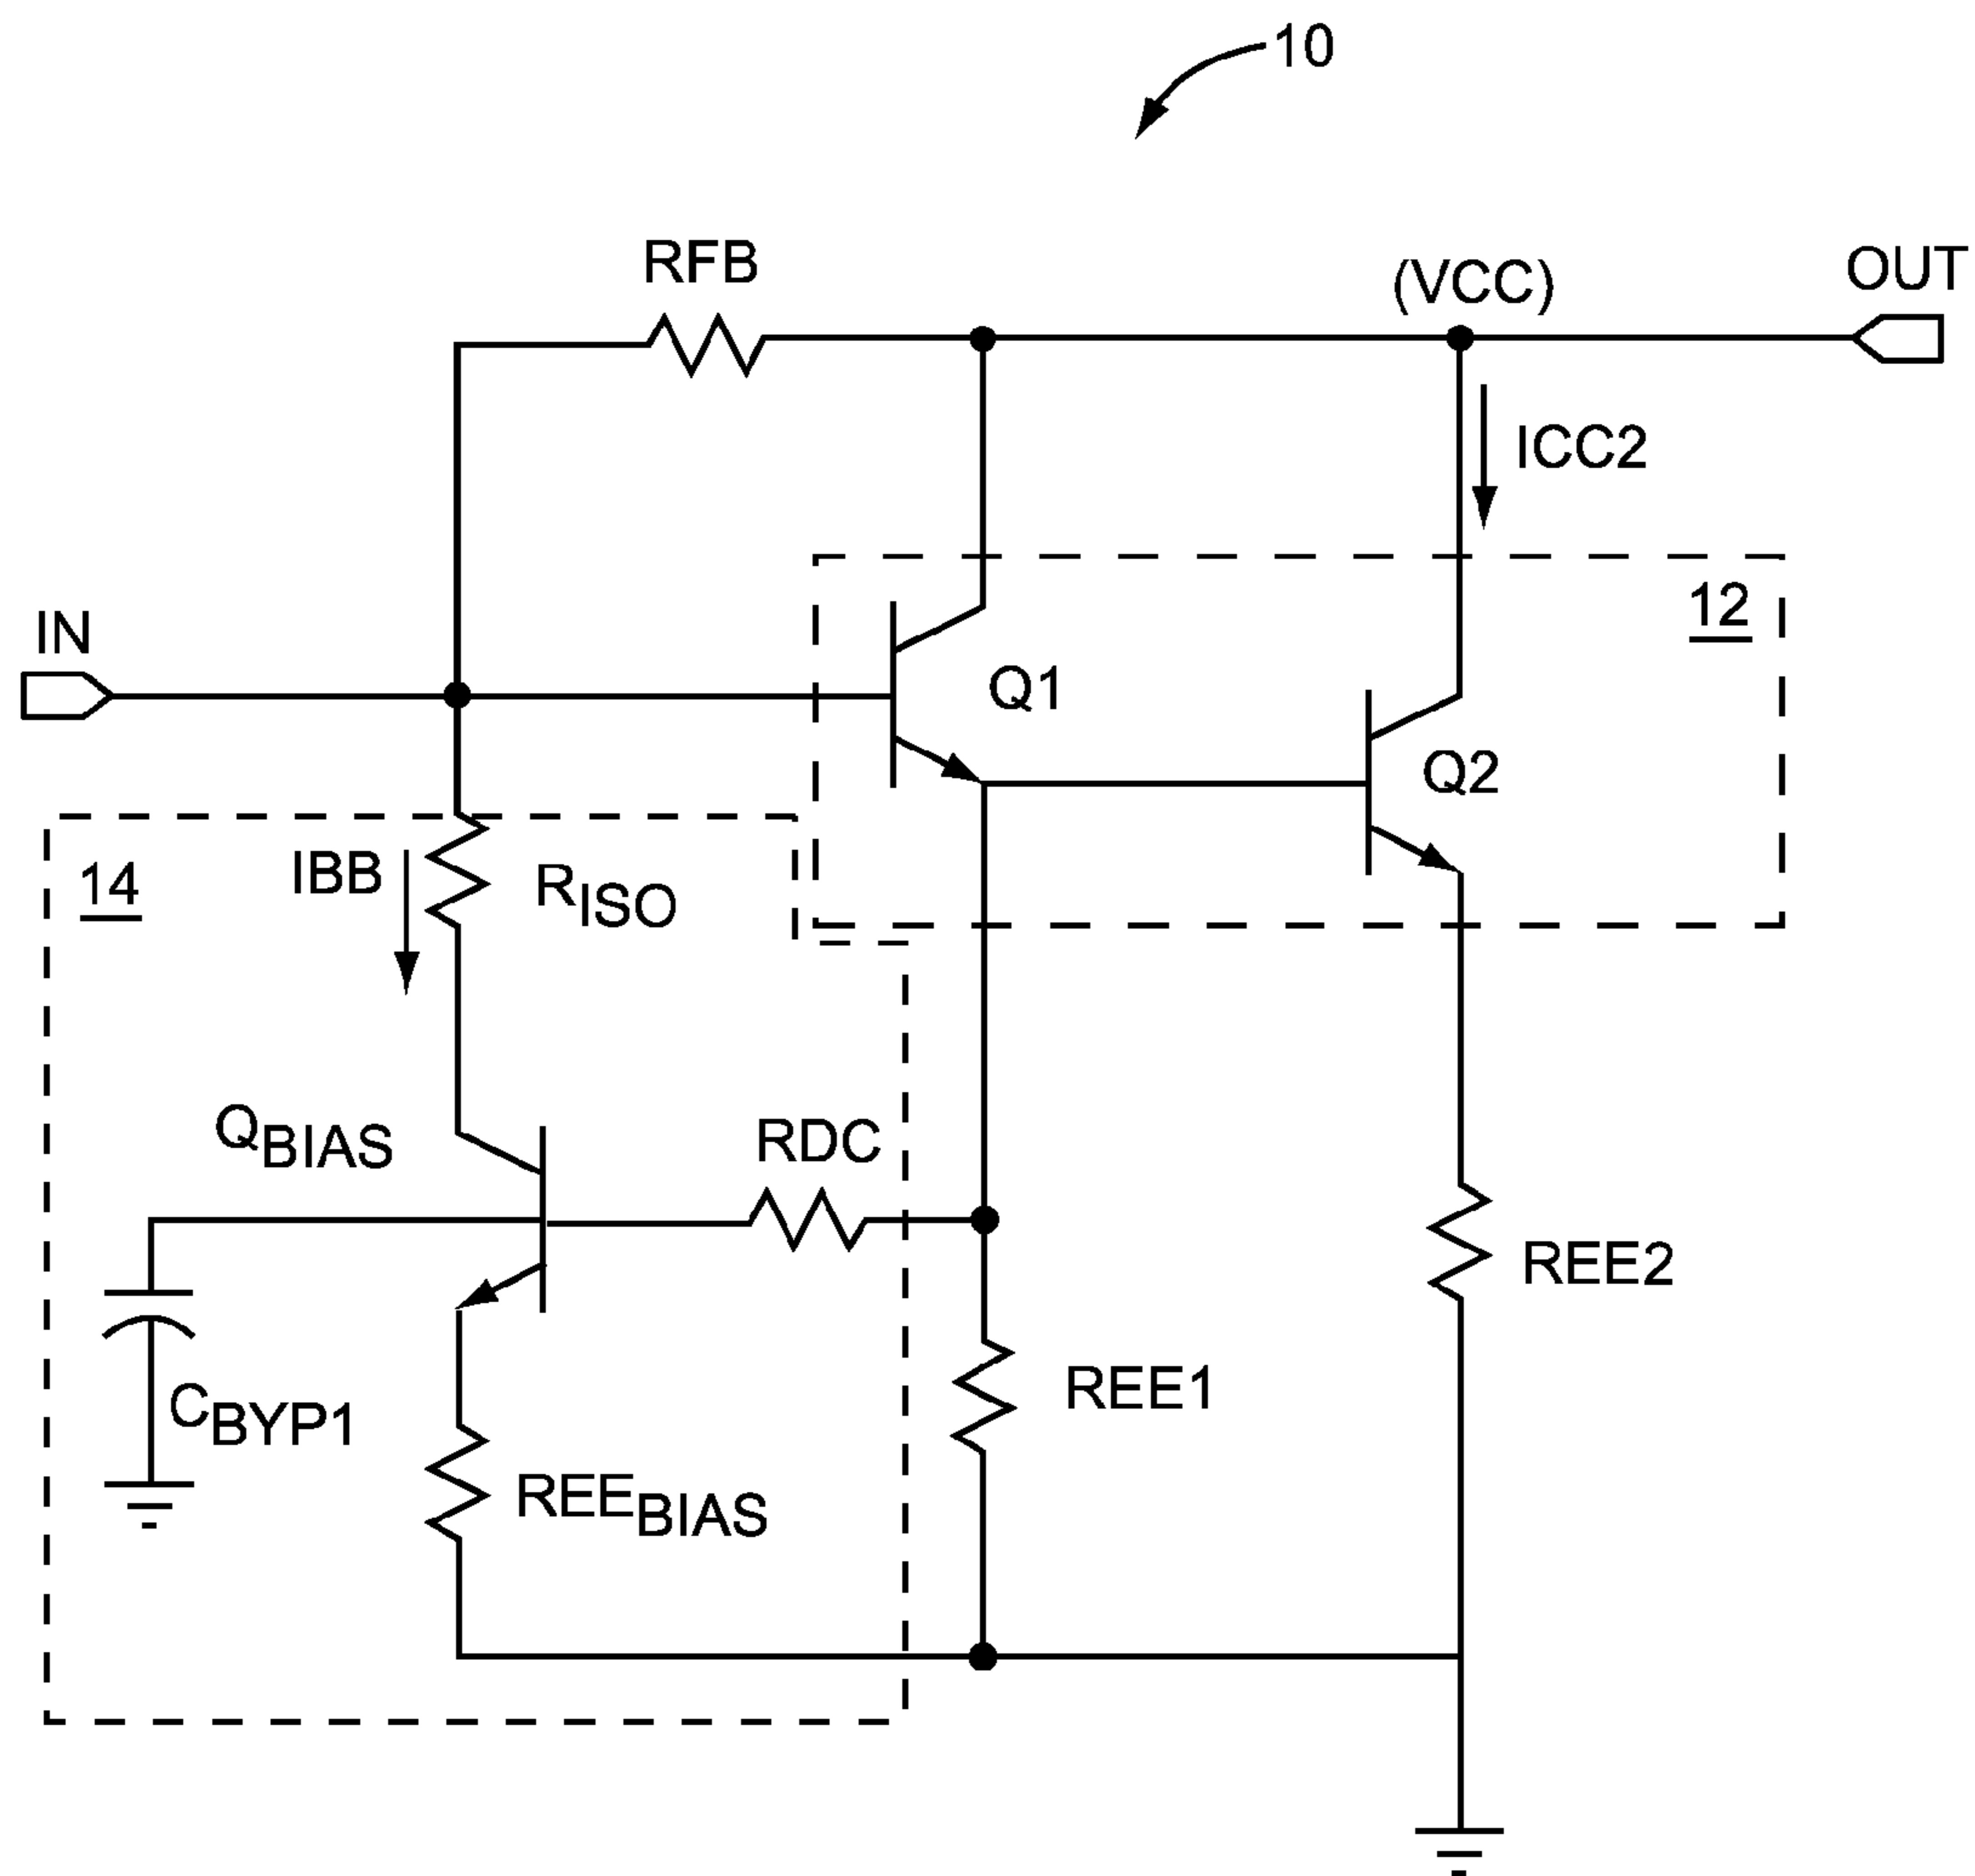 10
RFB
(VCC)
OUT
ICC2
12
IN
Q1
Q2
14
IBB
RISO
QBIAS
RDC
REE2
REE1
CBYP1
REEBIAS